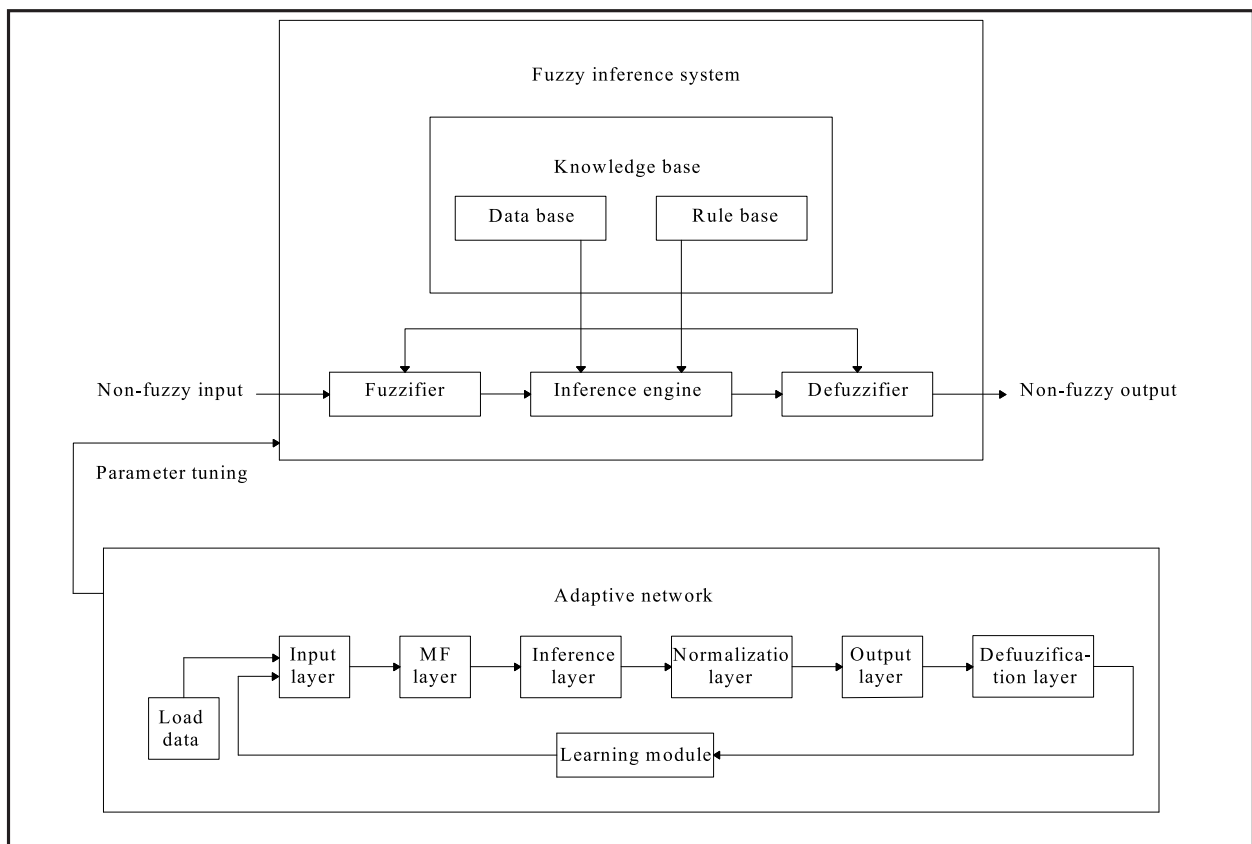 Fuzzy inference system
Knowledge base
Data base
Rule base
Non-fuzzy input
Fuzzifier
Inference engine
Defuzzifier
Non-fuzzy output
Parameter tuning
Adaptive network
Input
layer
MF
layer
Inference
layer
Normalizatio
layer
Output
layer
Defuuzifica-
tion layer
Load
data
Learning module